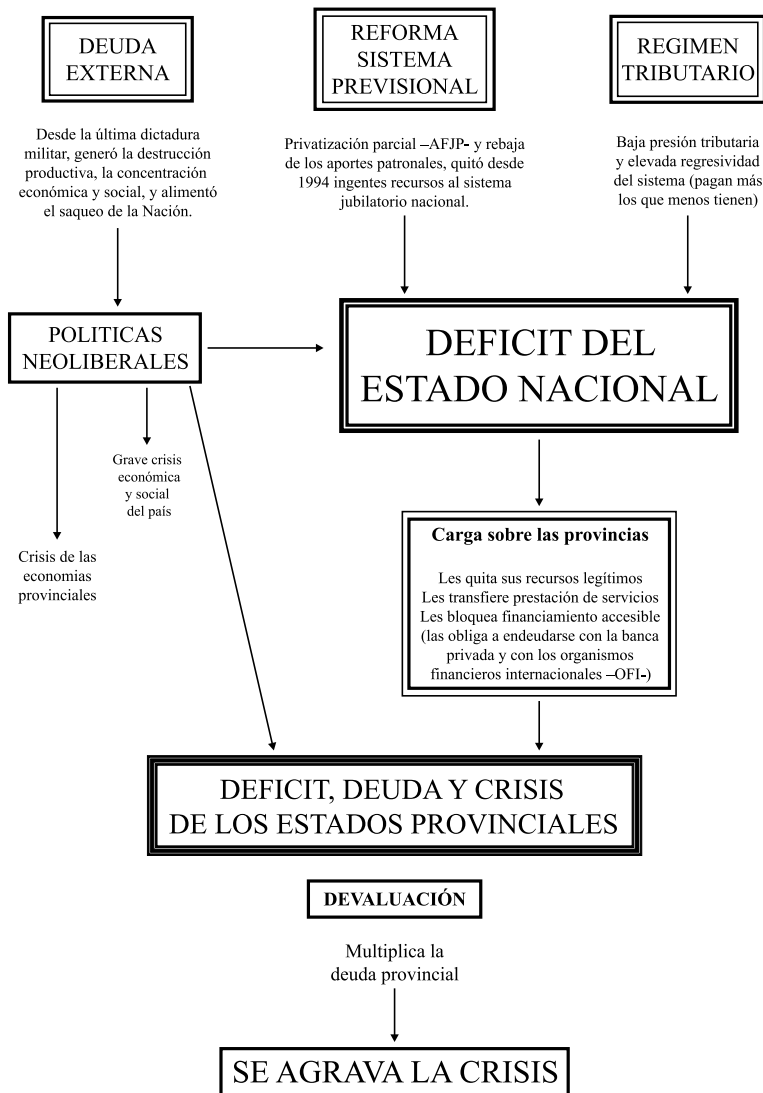 DEUDA
EXTERNA
Desde la última dictadura
militar, generó la destrucción
productiva, la concentración
económica y social, y alimentó
el saqueo de la Nación.
REFORMA
SISTEMA
PREVISIONAL
Privatización parcial –AFJP- y rebaja
de los aportes patronales, quitó desde
1994 ingentes recursos al sistema
jubilatorio nacional.
REGIMEN
TRIBUTARIO
Baja presión tributaria
y elevada regresividad
del sistema (pagan más
los que menos tienen)
POLITICAS
NEOLIBERALES
DEFICIT DEL
ESTADO NACIONAL
Grave crisis
económica
y social
del país
Crisis de las
economias
provinciales
Carga sobre las provincias
Les quita sus recursos legítimos
Les transfiere prestación de servicios
Les bloquea financiamiento accesible
(las obliga a endeudarse con la banca
privada y con los organismos
financieros internacionales –OFI-)
DEFICIT, DEUDA Y CRISIS
DE LOS ESTADOS PROVINCIALES
DEVALUACIÓN
Multiplica la
deuda provincial
SE AGRAVA LA CRISIS